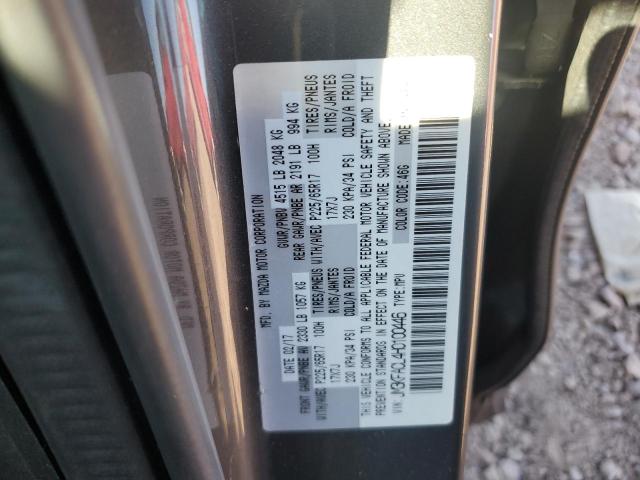 MFD. BY MAZDA MOTOR CORPORATION
DATE 02/17 GVWR/PNBV 4515 LB 2048 KG
FRONT GAWR/PNBE AV 2330 LB 1057 KG REAR GAWR/PNBE AR 2191 LB 994 KG
TIRES/PNEUS WITH/AVEC P225/65R17 100H TIRES/PNEUS
WITH/AVEC P225/65R17 100H RIMS/JANTES
RIMS/JANTES 17X7J
17X7J COLD/A FROID
COLD/A FROID 230 KPA/34 PSI
230 KPA/34 PSI
THIS VEHICLE CONFORMS TO ALL APPLICABLE FEDERAL MOTOR VEHICLE SAFETY AND THEFT
PREVENTION STANDARDS IN EFFECT ON THE DATE OF MANUFACTURE SHOWN ABOVE.
VIN: TYPE:MPV COLOR CODE:46G